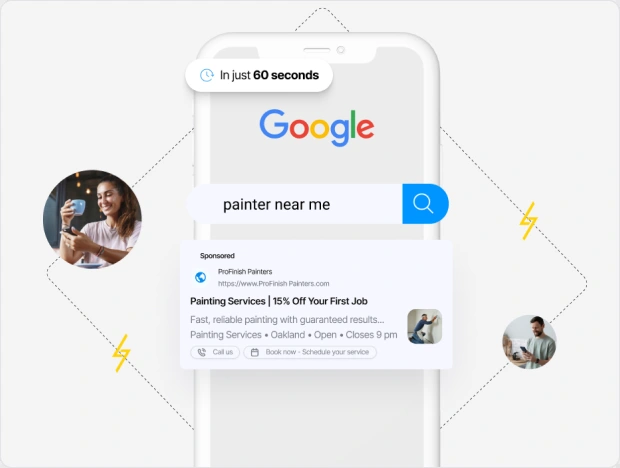 In just 60 seconds
Google
painter near me
Sponsored
ProFinish Painters
https://www.ProFinish Painters.com
Painting Services | 15% Off Your First Job
Fast, reliable painting with guaranteed results...
Painting Services • Oakland • Open • Closes 9 pm
Call us
Book now - Schedule your service